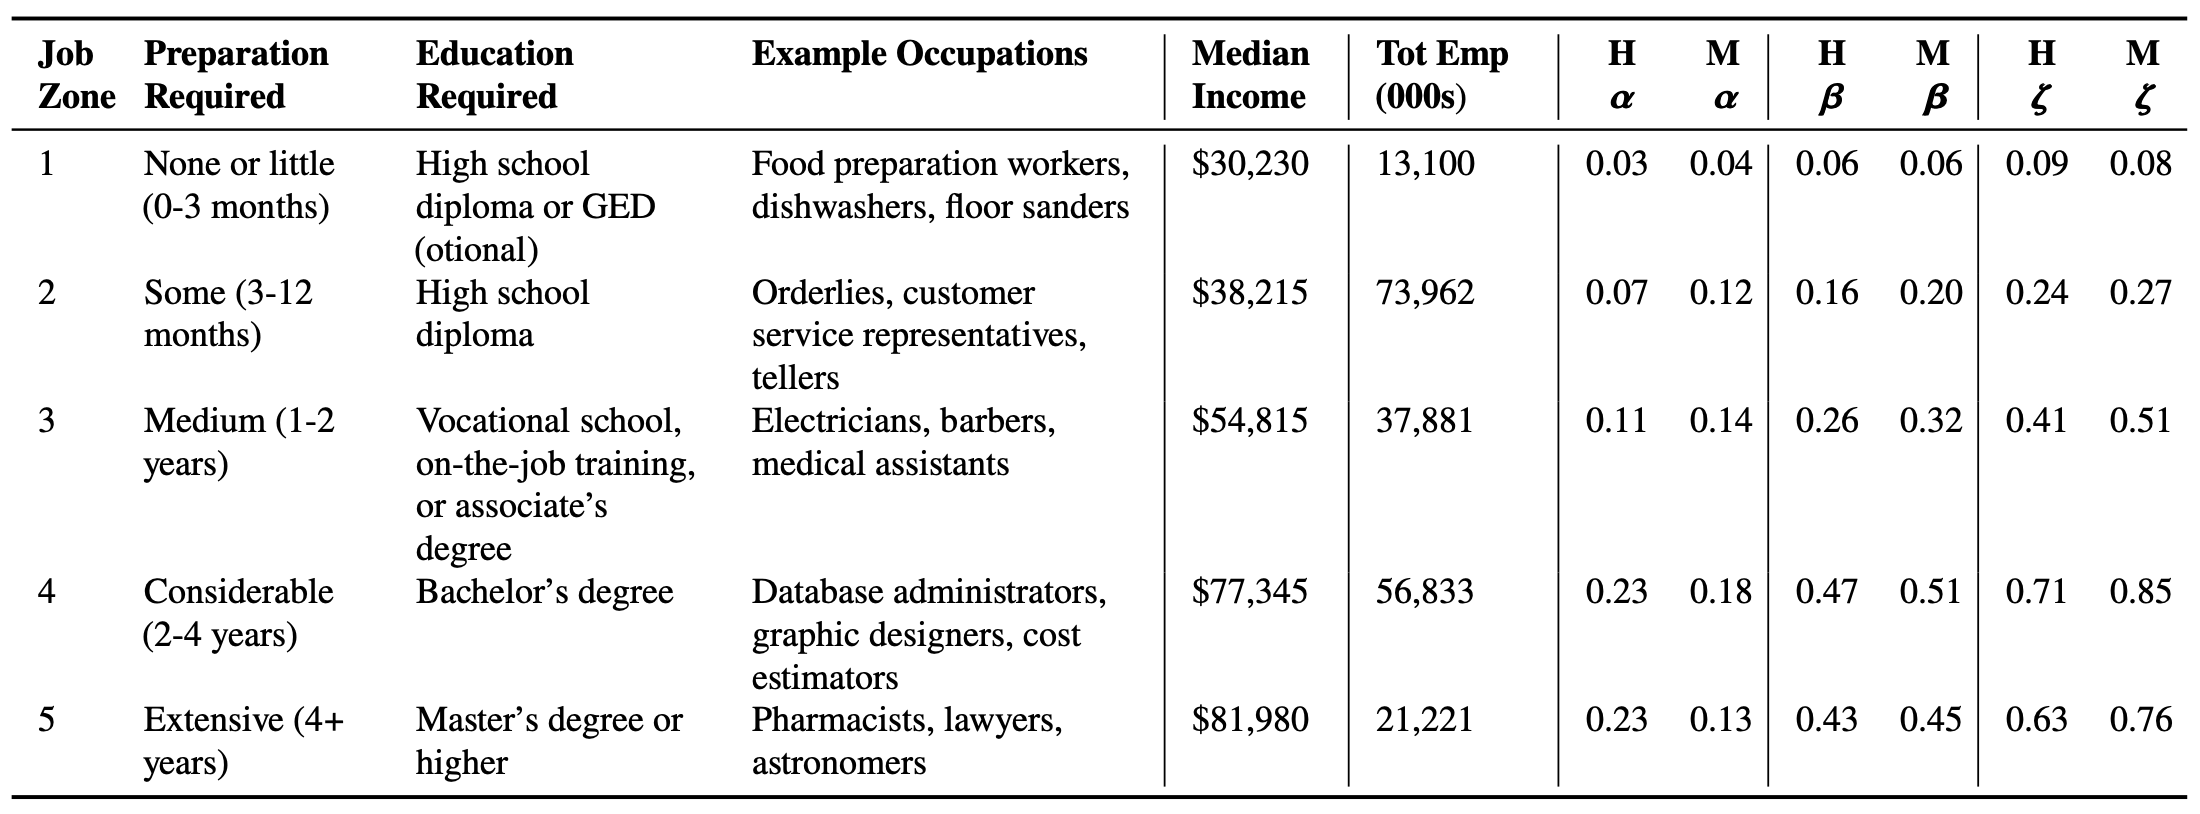 Job Preparation Education Example Occupations Median Tot Emp H M H M H M
Zone Required Required Income (000s) α α β β ζ ζ
1 None or little High school Food preparation workers, $30,230 13,100 0.03 0.04 0.06 0.06 0.09 0.08
(0-3 months) diploma or GED dishwashers, floor sanders
(otional)
2 Some (3-12 High school Orderlies, customer $38,215 73,962 0.07 0.12 0.16 0.20 0.24 0.27
months) diploma service representatives,
tellers
3 Medium (1-2 Vocational school, Electricians, barbers, $54,815 37,881 0.11 0.14 0.26 0.32 0.41 0.51
years) on-the-job training, medical assistants
or associate’s
degree
4 Considerable Bachelor’s degree Database administrators, $77,345 56,833 0.23 0.18 0.47 0.51 0.71 0.85
(2-4 years) graphic designers, cost
estimators
5 Extensive (4+ Master’s degree or Pharmacists, lawyers, $81,980 21,221 0.23 0.13 0.43 0.45 0.63 0.76
years) higher astronomers